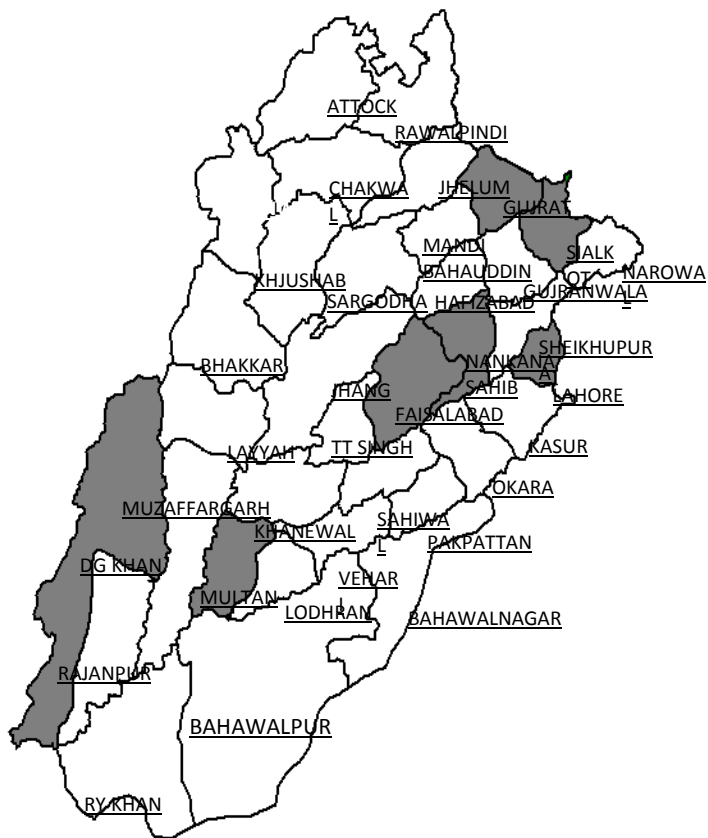 ATTOCK
RAWALPINDI
CHAKWA
L
JHELUM
GUJRAT
MANDI
BAHAUDDIN
SIALK
OT
NAROWA
L
KHJUSHAB
SARGODHA
HAFIZABAD
GUJRANWALA
SHEIKHUPUR
A
BHAKKAR
NANKANA
SAHIB
JHANG
LAHORE
FAISALABAD
LAYYAH
TT SINGH
KASUR
OKARA
MUZAFFARGARH
KHANEWAL
SAHIWA
L
PAKPATTAN
DG KHAN
MULTAN
VEHAR
I
LODHRAN
BAHAWALNAGAR
RAJANPUR
BAHAWALPUR
RY KHAN